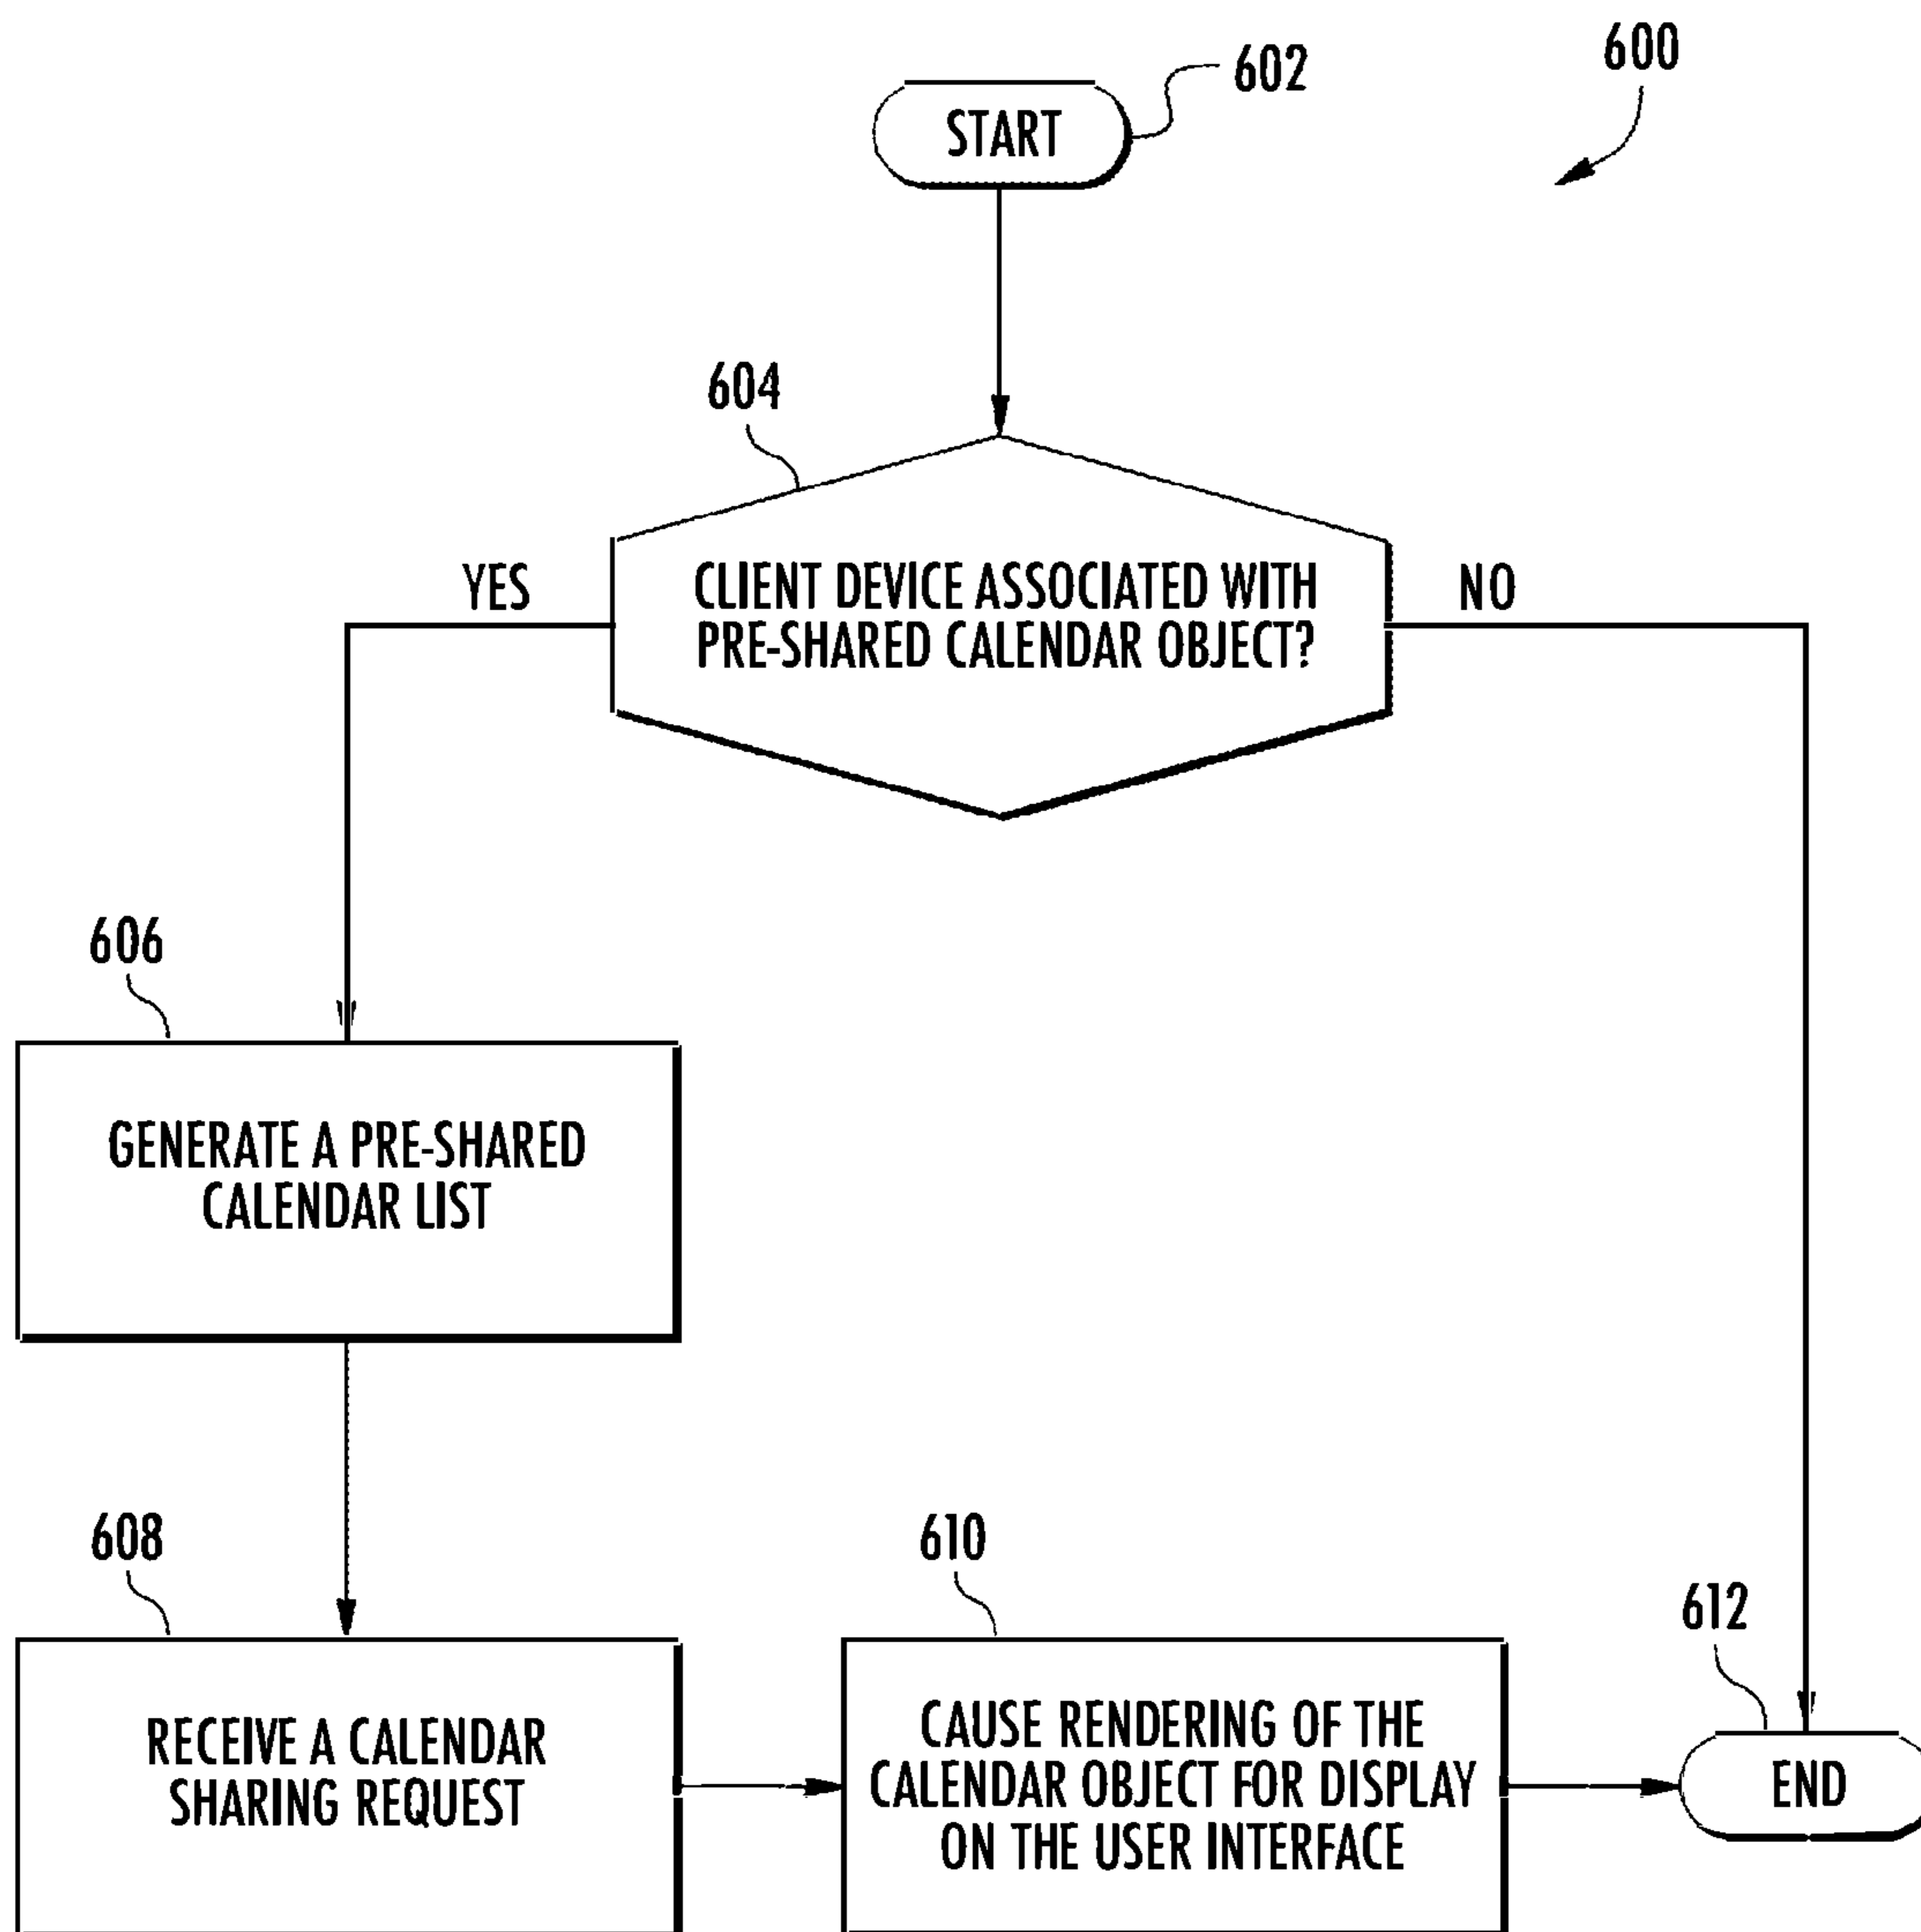 600
602
START
604
YES
CLIENT DEVICE ASSOCIATED WITH
PRE-SHARED CALENDAR OBJECT?
NO
606
GENERATE A PRE-SHARED
CALENDAR LIST
608
RECEIVE A CALENDAR
SHARING REQUEST
610
CAUSE RENDERING OF THE
CALENDAR OBJECT FOR DISPLAY
ON THE USER INTERFACE
612
END